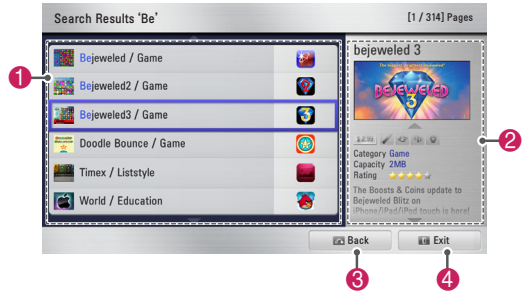 Search Results 'Be'
[1 / 314] Pages
1
Bejeweled / Game
Bejeweled2 / Game
Bejeweled3 / Game
Doodle Bounce / Game
Timex / Liststyle
World / Education
bejeweled 3
BEJEWELED
3
2
Category Game
Capacity 2MB
Rating
The Boosts & Coins update to
Bejeweled Blitz on
iPhone/iPad/iPod touch is here!
Back
Exit
3
4